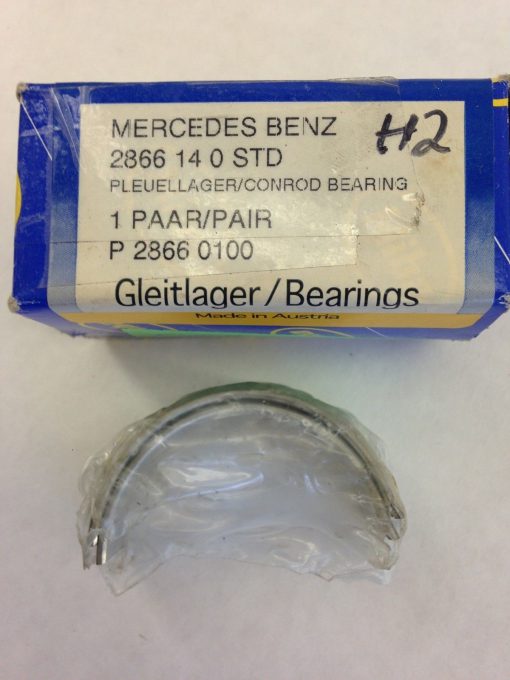 MERCEDES BENZ H2
2866 14 0 STD
PLEUELLAGER/CONROD BEARING
1 PAAR/PAIR
P 2866 0100
Gleitlager/Bearings
Made in Austria